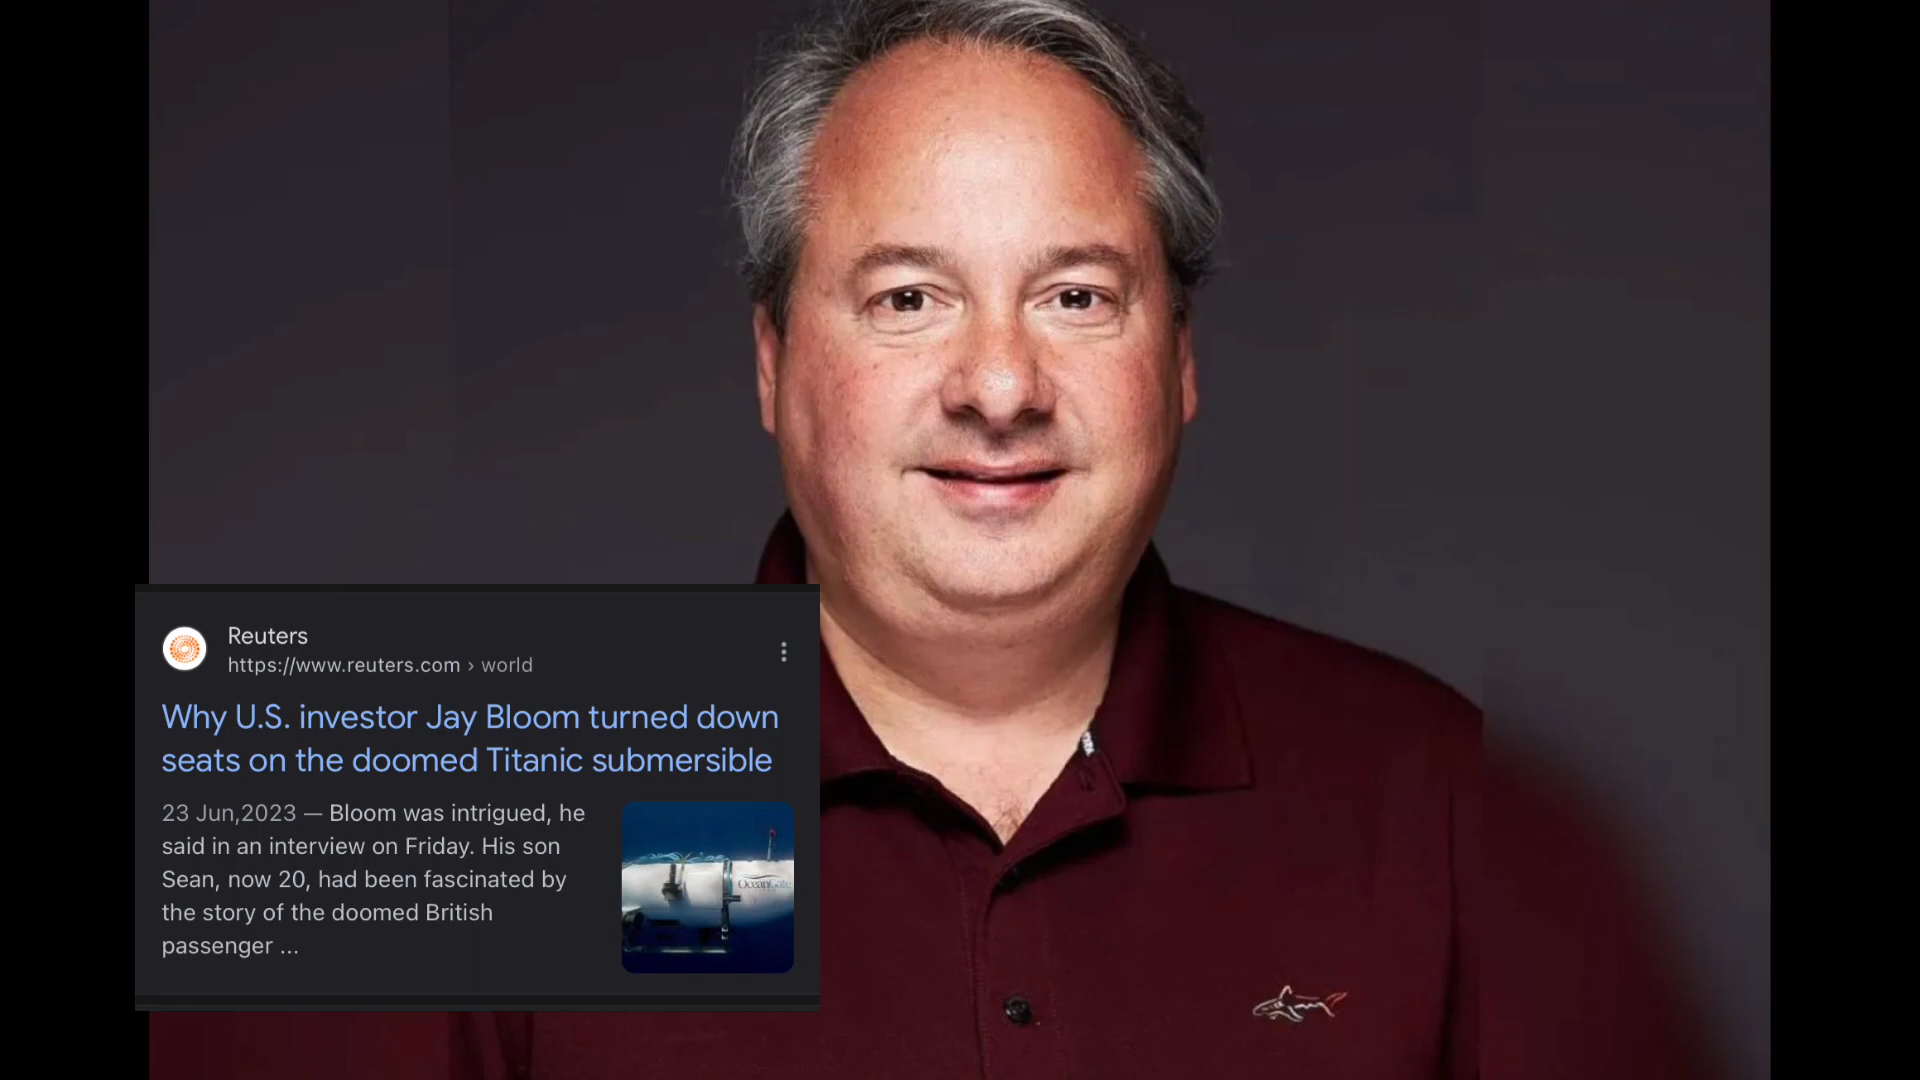 Reuters
https://www.reuters.com › world
Why U.S. investor Jay Bloom turned down
seats on the doomed Titanic submersible
23 Jun,2023 — Bloom was intrigued, he
said in an interview on Friday. His son
Sean, now 20, had been fascinated by
the story of the doomed British
passenger ...
OceanGate